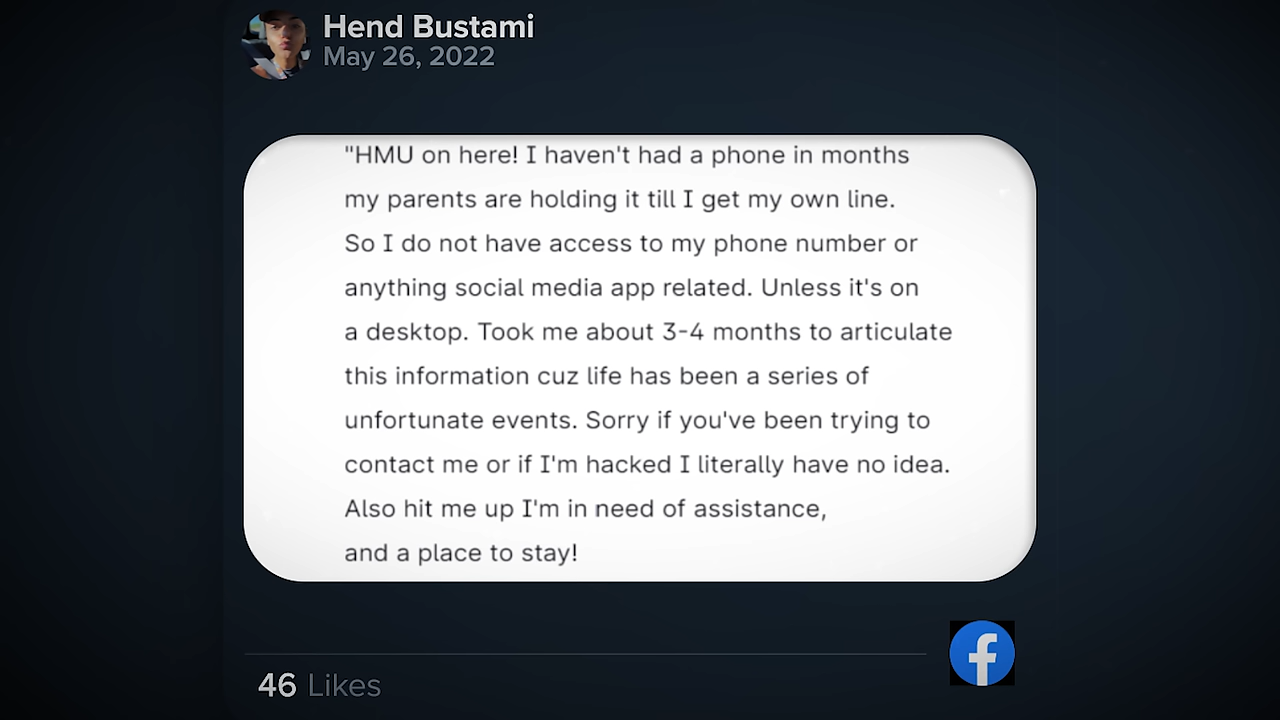 Hend Bustami
May 26, 2022
"HMU on here! I haven't had a phone in months
my parents are holding it till I get my own line.
So I do not have access to my phone number or
anything social media app related. Unless it's on
a desktop. Took me about 3-4 months to articulate
this information cuz life has been a series of
unfortunate events. Sorry if you've been trying to
contact me or if I'm hacked I literally have no idea.
Also hit me up I'm in need of assistance,
and a place to stay!
46 Likes